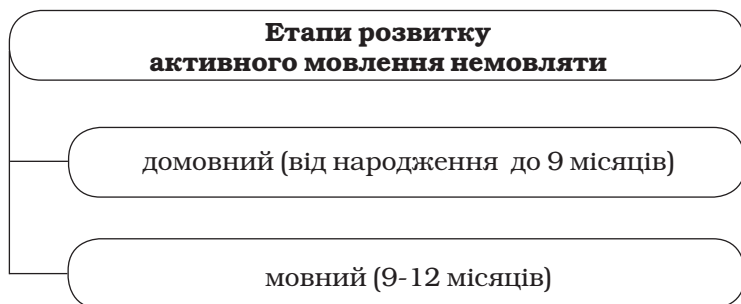 Етапи розвитку
активного мовлення немовляти
домовний (від народження до 9 місяців)
мовний (9-12 місяців)